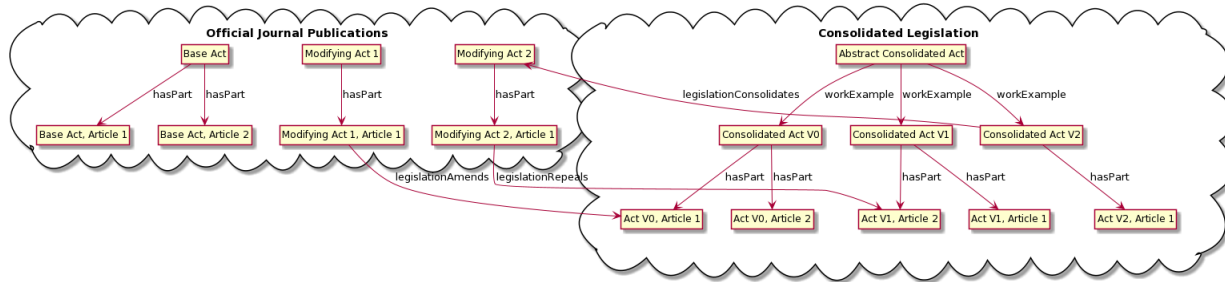 Official Journal Publications
Consolidated Legislation
Base Act
Modifying Act 1
Modifying Act 2
Abstract Consolidated Act
hasPart
hasPart
hasPart
hasPart
legislationConsolidates
workExample
workExample
workExample
Base Act, Article 1
Base Act, Article 2
Modifying Act 1, Article 1
Modifying Act 2, Article 1
Consolidated Act V0
Consolidated Act V1
Consolidated Act V2
legislationAmends
legislationRepeals
hasPart
hasPart
hasPart
hasPart
hasPart
Act V0, Article 1
Act V0, Article 2
Act V1, Article 2
Act V1, Article 1
Act V2, Article 1